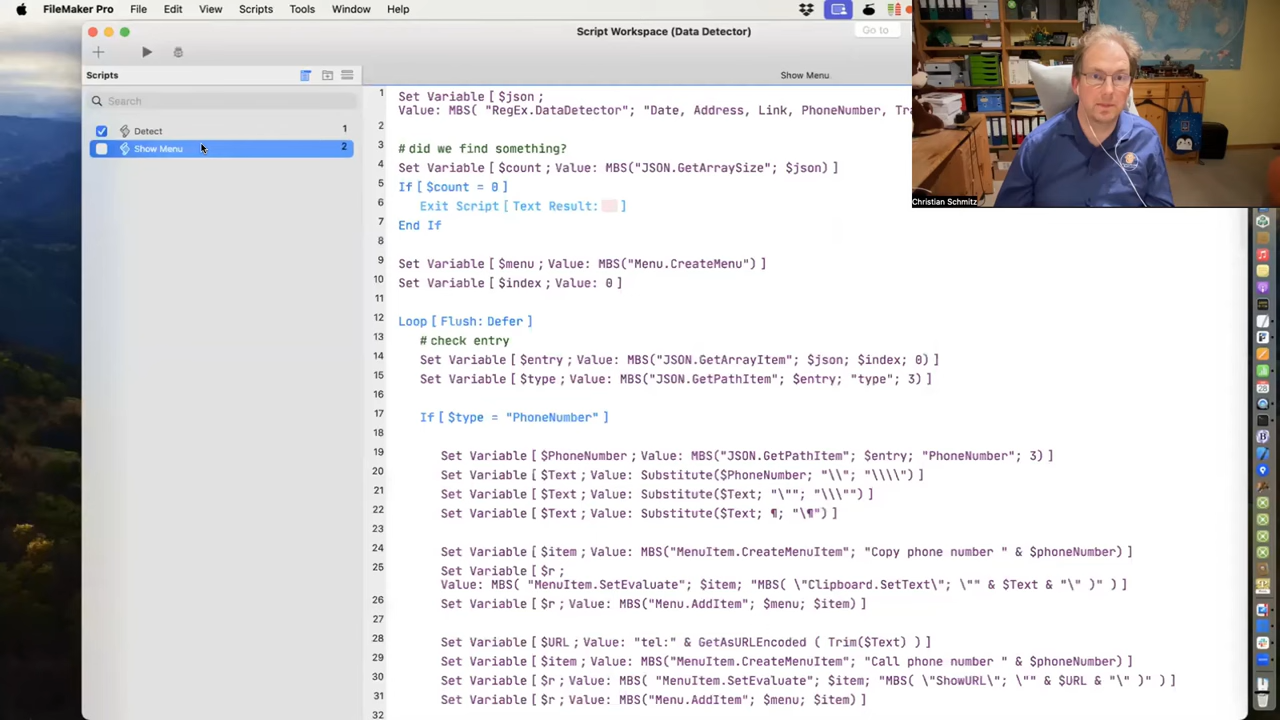 FileMaker Pro File Edit View Scripts Tools Window Help
Script Workspace (Data Detector)
Go to
Scripts
Show Menu
Search
Detect 1
Show Menu 2
1 Set Variable [ $json ;
Value: MBS( "RegEx.DataDetector"; "Date, Address, Link, PhoneNumber, Tra
2
3 # did we find something?
4 Set Variable [ $count ; Value: MBS("JSON.GetArraySize"; $json) ]
5 If [ $count = 0 ]
6 Exit Script [ Text Result: ]
7 End If
8
9 Set Variable [ $menu ; Value: MBS("Menu.CreateMenu") ]
10 Set Variable [ $index ; Value: 0 ]
11
12 Loop [ Flush: Defer ]
13 # check entry
14 Set Variable [ $entry ; Value: MBS("JSON.GetArrayItem"; $json; $index; 0) ]
15 Set Variable [ $type ; Value: MBS("JSON.GetPathItem"; $entry; "type"; 3) ]
16
17 If [ $type = "PhoneNumber" ]
18
19 Set Variable [ $PhoneNumber ; Value: MBS("JSON.GetPathItem"; $entry; "PhoneNumber"; 3) ]
20 Set Variable [ $Text ; Value: Substitute($PhoneNumber; "\\"; "\\\\") ]
21 Set Variable [ $Text ; Value: Substitute($Text; "\""; "\\\"") ]
22 Set Variable [ $Text ; Value: Substitute($Text; ¶; "\¶") ]
23
24 Set Variable [ $item ; Value: MBS("MenuItem.CreateMenuItem"; "Copy phone number " & $phoneNumber) ]
25 Set Variable [ $r ;
Value: MBS( "MenuItem.SetEvaluate"; $item; "MBS( \"Clipboard.SetText\"; \"" & $Text & "\" )" ) ]
26 Set Variable [ $r ; Value: MBS("Menu.AddItem"; $menu; $item) ]
27
28 Set Variable [ $URL ; Value: "tel:" & GetAsURLEncoded ( Trim($Text) ) ]
29 Set Variable [ $item ; Value: MBS("MenuItem.CreateMenuItem"; "Call phone number " & $phoneNumber) ]
30 Set Variable [ $r ; Value: MBS( "MenuItem.SetEvaluate"; $item; "MBS( \"ShowURL\"; \"" & $URL & "\" )" ) ]
31 Set Variable [ $r ; Value: MBS("Menu.AddItem"; $menu; $item) ]
32
Christian Schmitz